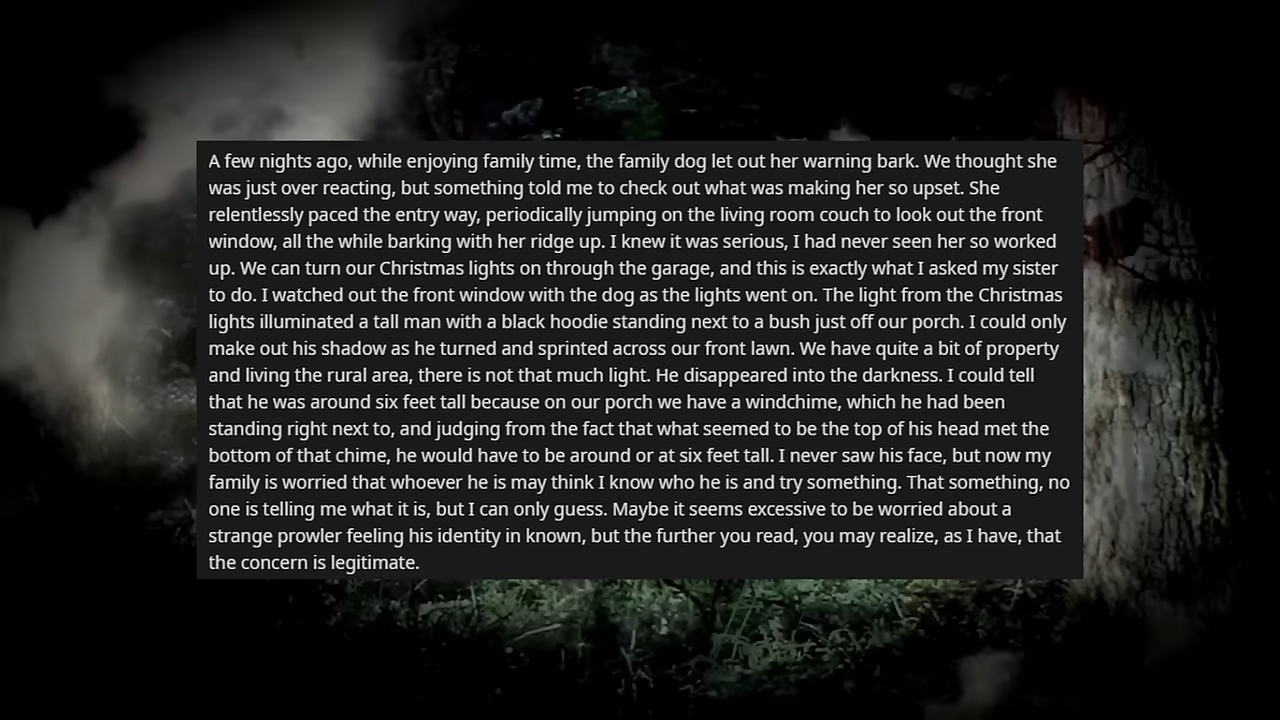 A few nights ago, while enjoying family time, the family dog let out her warning bark. We thought she
was just over reacting, but something told me to check out what was making her so upset. She
relentlessly paced the entry way, periodically jumping on the living room couch to look out the front
window, all the while barking with her ridge up. I knew it was serious, I had never seen her so worked
up. We can turn our Christmas lights on through the garage, and this is exactly what I asked my sister
to do. I watched out the front window with the dog as the lights went on. The light from the Christmas
lights illuminated a tall man with a black hoodie standing next to a bush just off our porch. I could only
make out his shadow as he turned and sprinted across our front lawn. We have quite a bit of property
and living the rural area, there is not that much light. He disappeared into the darkness. I could tell
that he was around six feet tall because on our porch we have a windchime, which he had been
standing right next to, and judging from the fact that what seemed to be the top of his head met the
bottom of that chime, he would have to be around or at six feet tall. I never saw his face, but now my
family is worried that whoever he is may think I know who he is and try something. That something, no
one is telling me what it is, but I can only guess. Maybe it seems excessive to be worried about a
strange prowler feeling his identity in known, but the further you read, you may realize, as I have, that
the concern is legitimate.